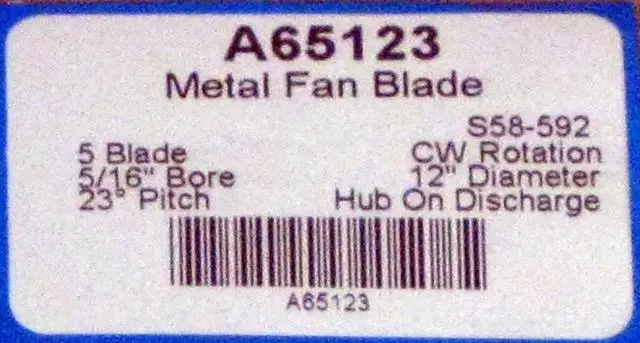 A65123
Metal Fan Blade
S58-592
5 Blade CW Rotation
5/16" Bore 12" Diameter
23° Pitch Hub On Discharge
A65123